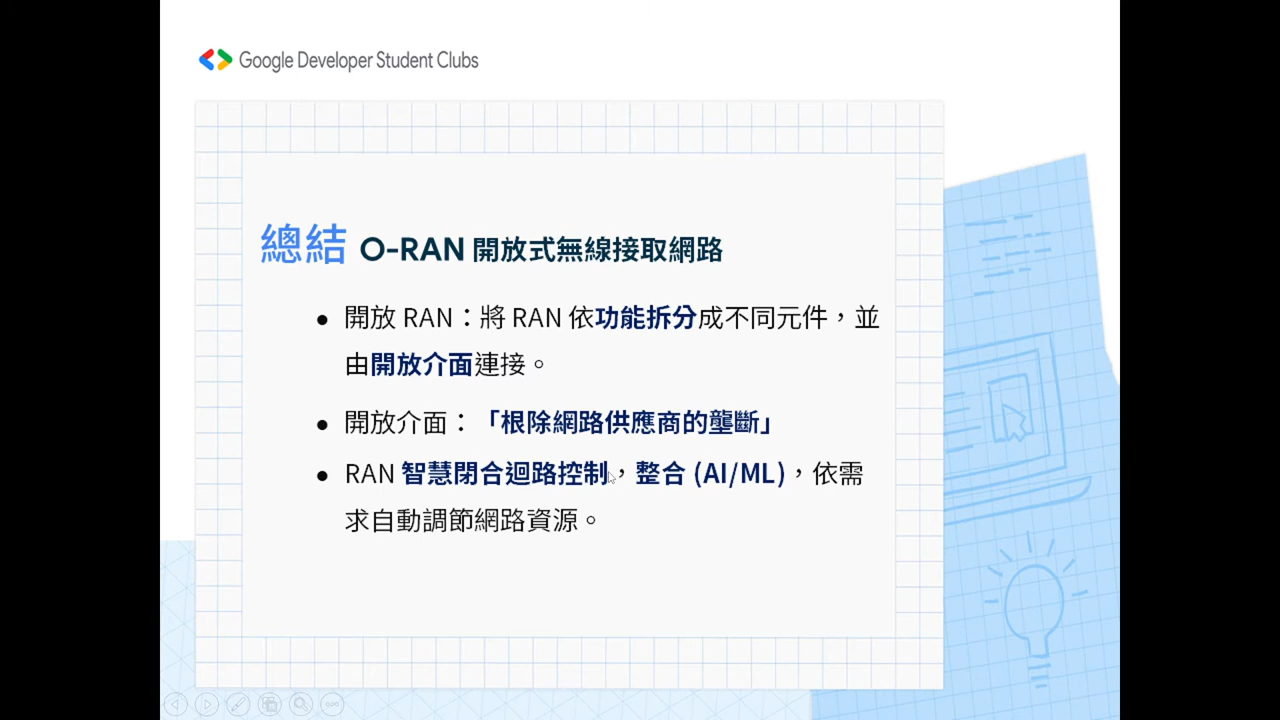 Google Developer Student Clubs
總結 O-RAN 開放式無線接取網路
● 開放 RAN：將 RAN 依功能拆分成不同元件，並
由開放介面連接。
● 開放介面：「根除網路供應商的壟斷」
● RAN 智慧閉合迴路控制，整合 (AI/ML)，依需
求自動調節網路資源。